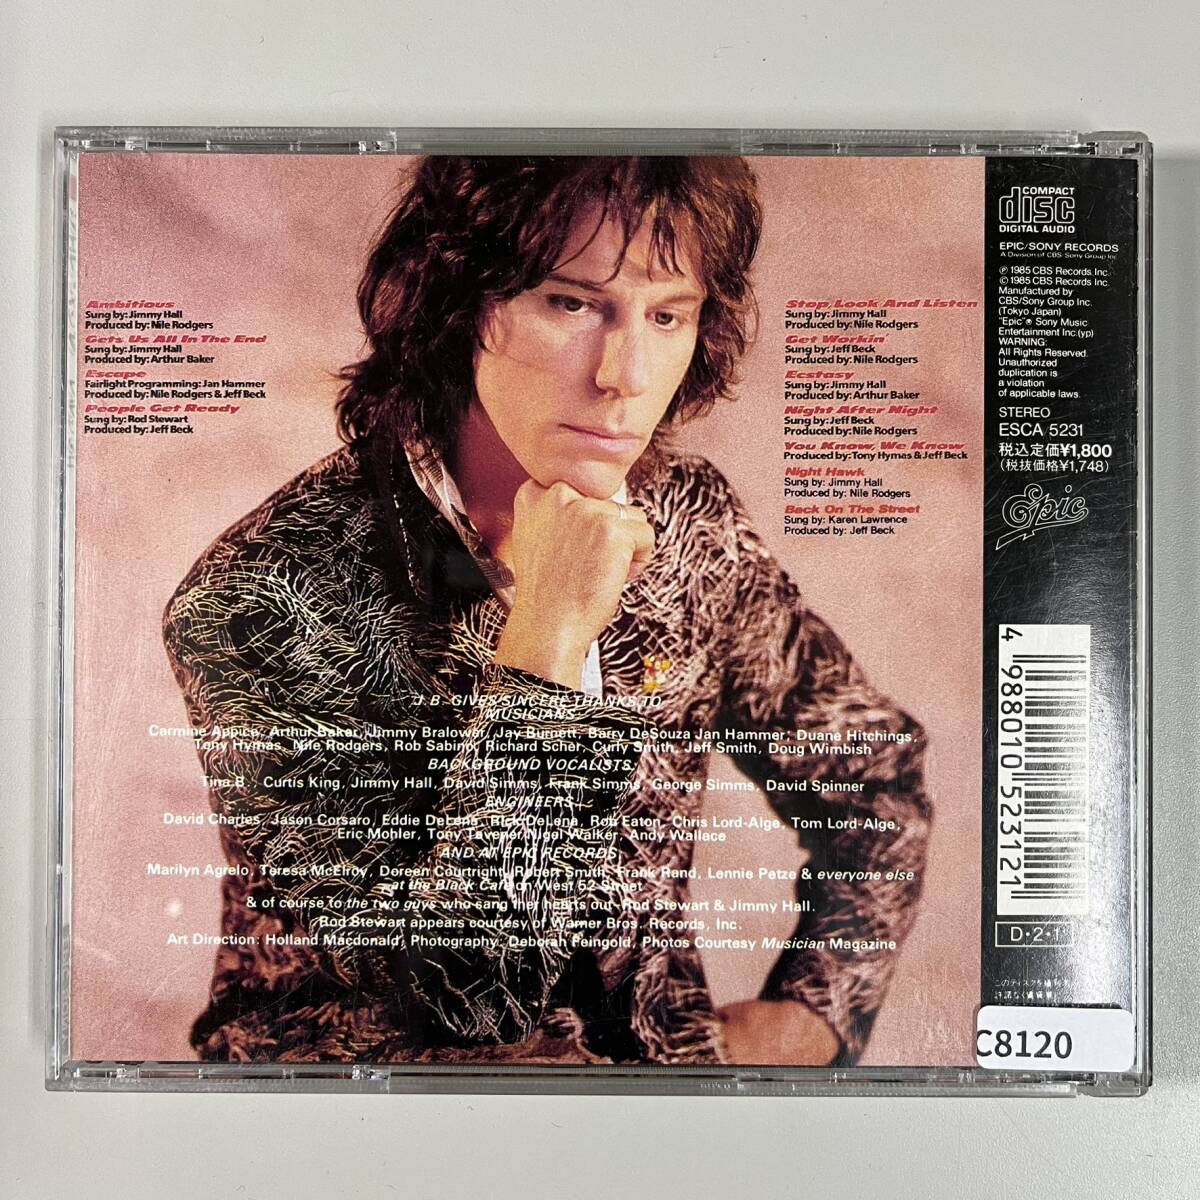 Ambitious
Sung by: Jimmy Hall
Produced by: Nile Rodgers
Gets Us All In The End
Sung by: Jimmy Hall
Produced by: Arthur Baker
Escape
Fairlight Programming: Jan Hammer
Produced by: Nile Rodgers & Jeff Beck
People Get Ready
Sung by: Rod Stewart
Produced by: Jeff Beck
Stop, Look And Listen
Sung by: Jimmy Hall
Produced by: Nile Rodgers
Get Workin'
Sung by: Jeff Beck
Produced by: Nile Rodgers
Ecstasy
Sung by: Jimmy Hall
Produced by: Arthur Baker
Night After Night
Sung by: Jeff Beck
Produced by: Nile Rodgers
You Know, We Know
Produced by: Tony Hymas & Jeff Beck
Night Hawk
Sung by: Jimmy Hall
Produced by: Nile Rodgers
Back On The Street
Sung by: Karen Lawrence
Produced by: Jeff Beck
J.B. GIVES SINCERE THANKS TO
MUSICIANS:
Carmine Appice, Arthur Baker, Jimmy Bralower, Jay Burnett, Barry DeSouza Jan Hammer, Duane Hitchings,
Tony Hymas, Nile Rodgers, Rob Sabino, Richard Scher, Curly Smith, Jeff Smith, Doug Wimbish
BACKGROUND VOCALISTS:
Tina B., Curtis King, Jimmy Hall, David Simms, Frank Simms, George Simms, David Spinner
ENGINEERS:
David Charles, Jason Corsaro, Eddie DeLena, Rick DeLena, Rob Eaton, Chris Lord-Alge, Tom Lord-Alge,
Eric Mohler, Tony Tavener, Nigel Walker, Andy Wallace
AND AT EPIC RECORDS
Marilyn Agrelo, Teresa McElroy, Doreen Courtright, Robert Smith, Frank Rand, Lennie Petze & everyone else
at the Black Café on West 52 Street
& of course to the two guys who sang their hearts out Rod Stewart & Jimmy Hall.
Rod Stewart appears courtesy of Warner Bros. Records, Inc.
Art Direction: Holland Macdonald, Photography: Deborah Feingold, Photos Courtesy Musician Magazine
COMPACT
disc
DIGITAL AUDIO
EPIC/SONY RECORDS
A Division of CBS/Sony Group Inc.
℗ 1985 CBS Records Inc.
© 1985 CBS Records Inc.
Manufactured by
CBS/Sony Group Inc.
(Tokyo Japan)
"Epic"® Sony Music
Entertainment Inc.(yp)
WARNING:
All Rights Reserved.
Unauthorized
duplication is
a violation
of applicable laws.
STEREO
ESCA 5231
税込定価¥1,800
(税抜価格¥1,748)
Epic
4 988010 523121
D・2・1
このディスクを
許諾なく
C8120